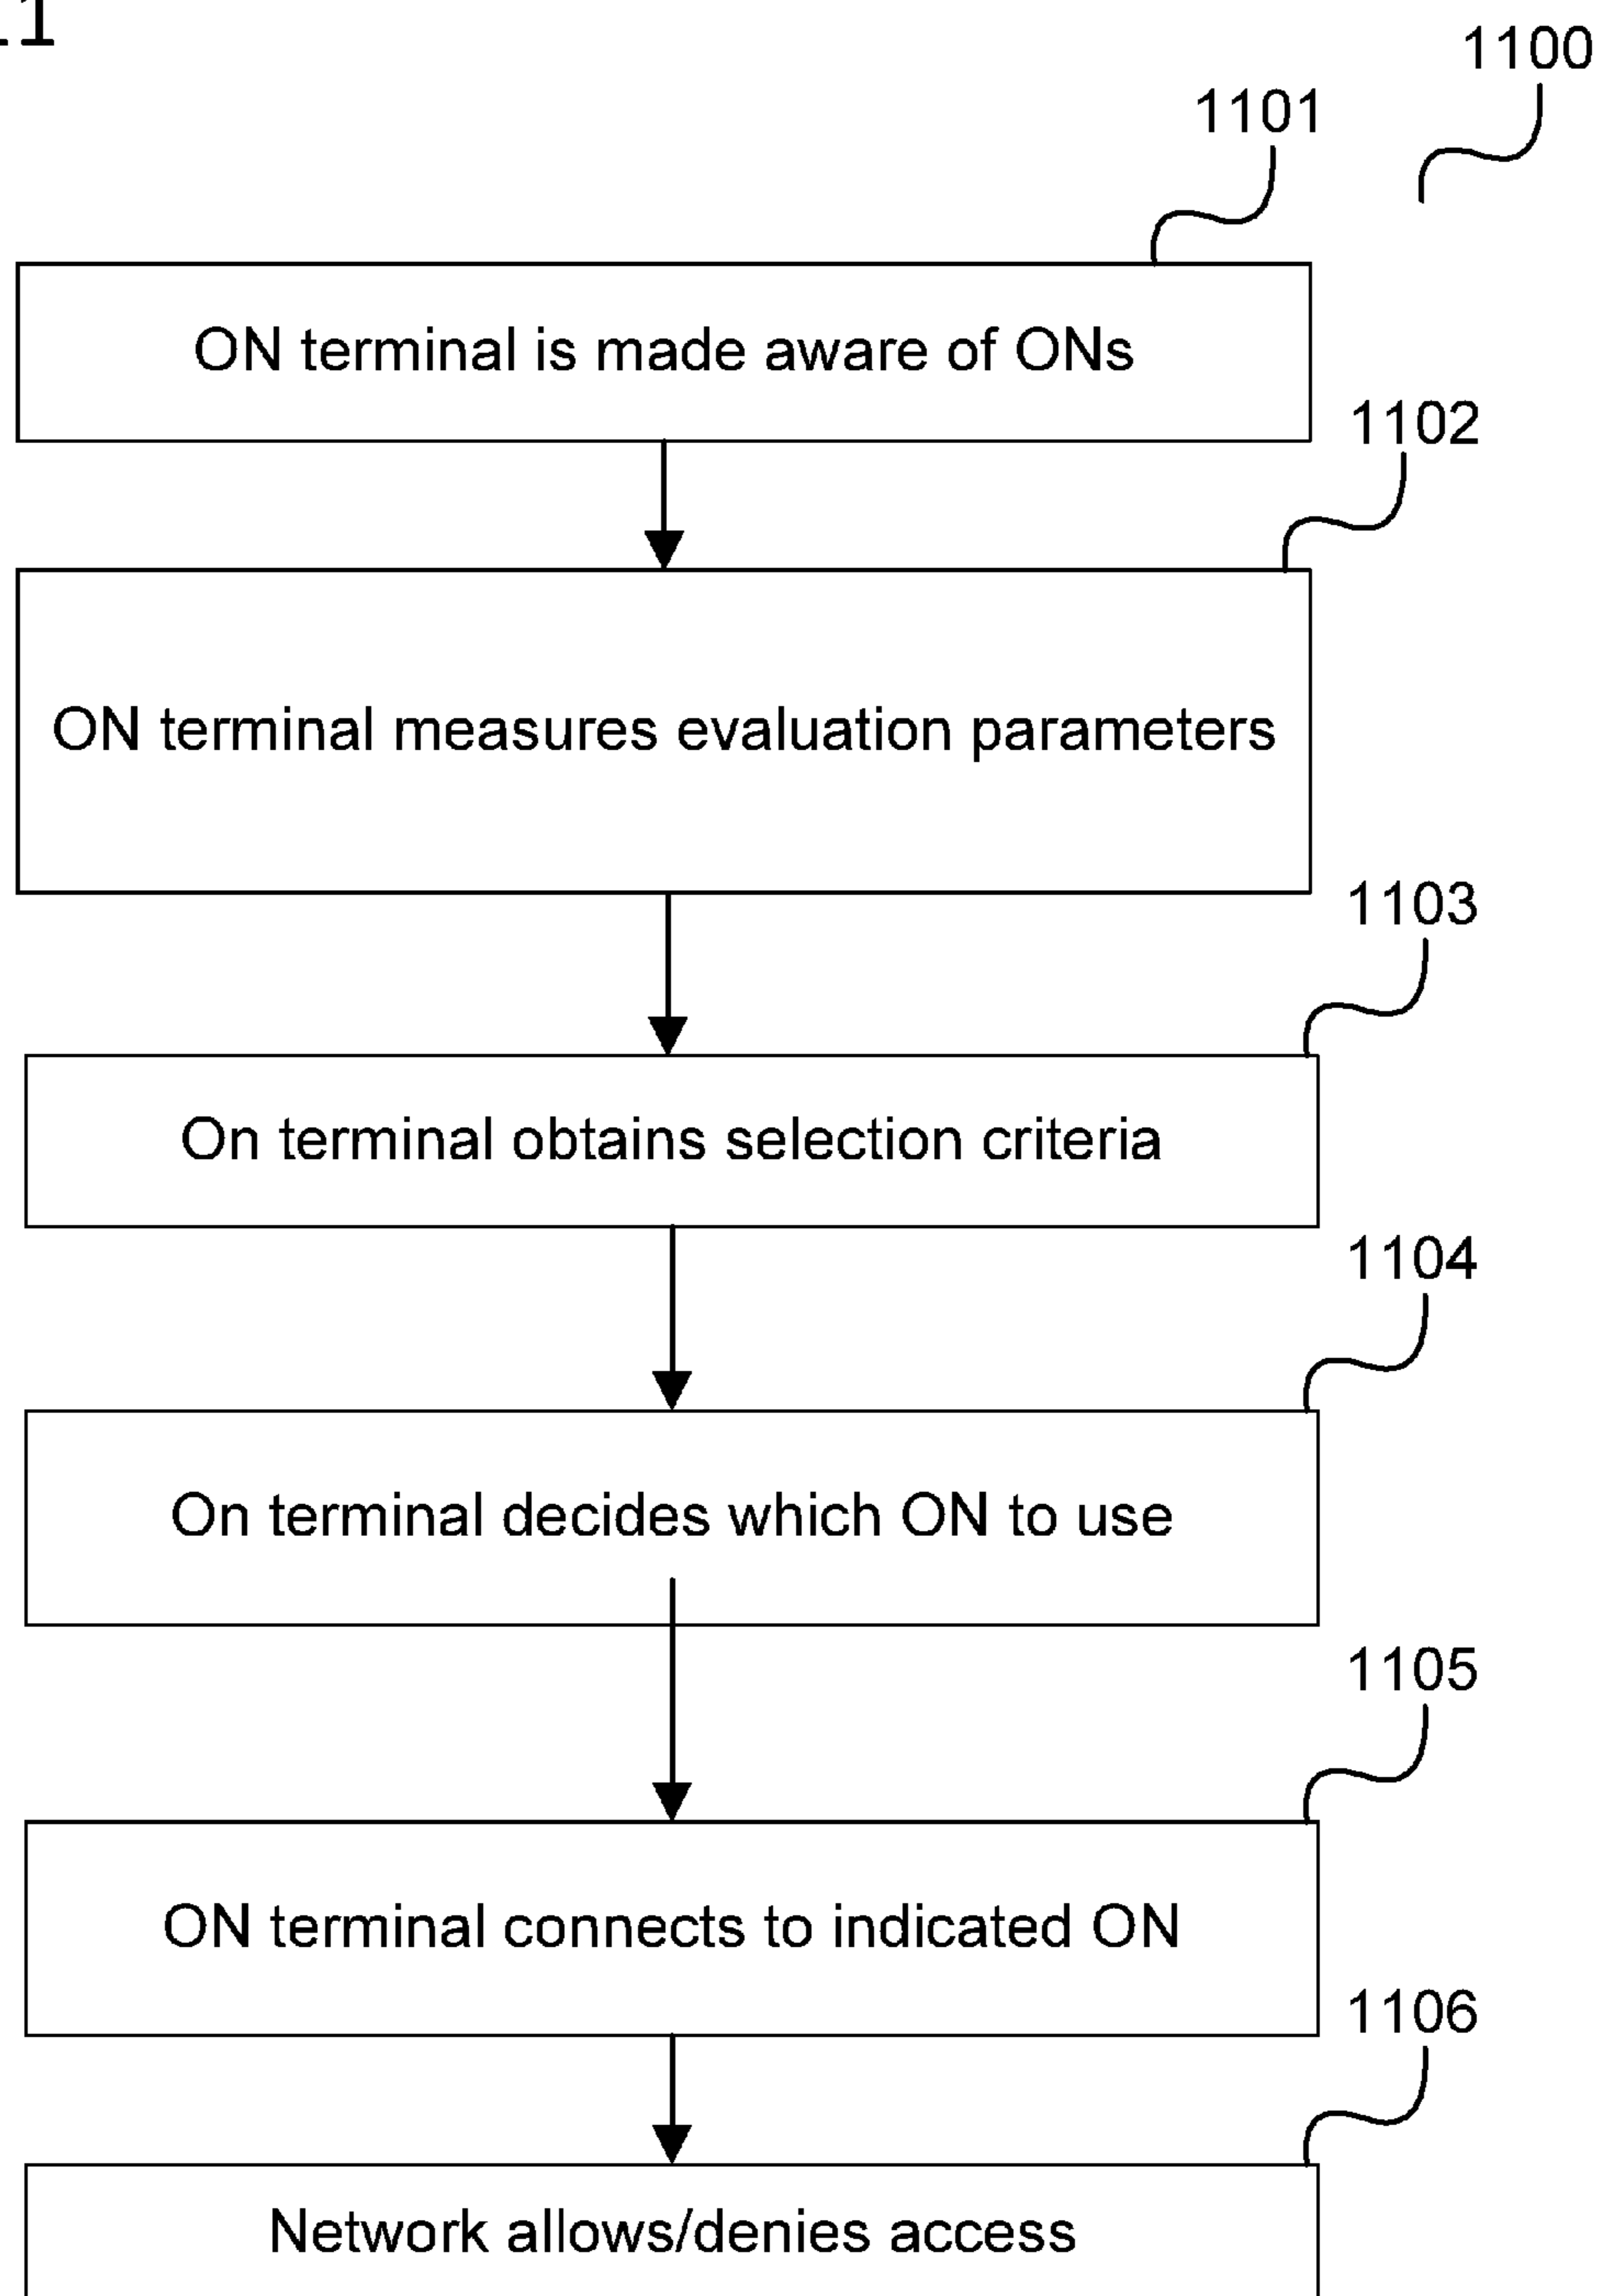 11
1100
1101
ON terminal is made aware of ONs
1102
ON terminal measures evaluation parameters
1103
On terminal obtains selection criteria
1104
On terminal decides which ON to use
1105
ON terminal connects to indicated ON
1106
Network allows/denies access